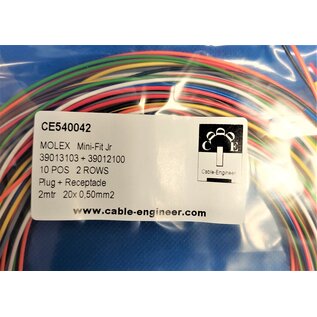 CE540042
MOLEX Mini-Fit Jr
39013103 + 39012100
10 POS 2 ROWS
Plug + Receptacle
2mtr 20x 0,50mm2
C E
Cable-Engineer
www.cable-engineer.com